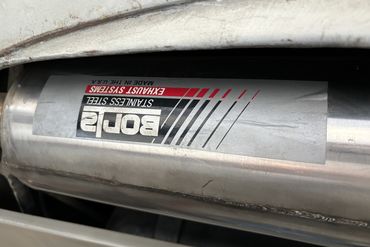 BORLA
STAINLESS STEEL
EXHAUST SYSTEMS
MADE IN THE U.S.A